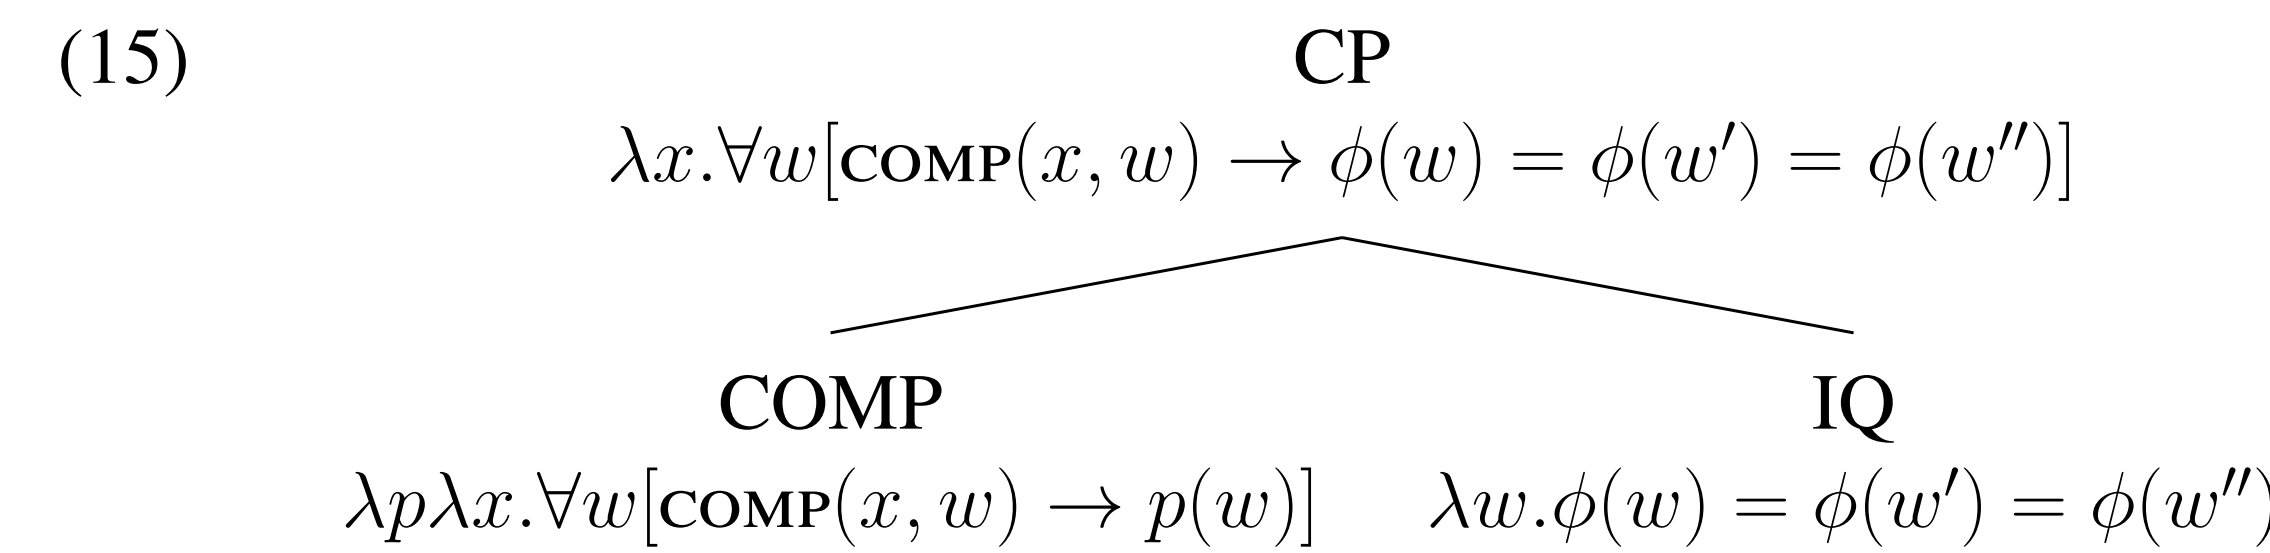 (15) CP
λx.∀w[COMP(x, w) → ϕ(w) = ϕ(w′) = ϕ(w″)]
COMP IQ
λpλx.∀w[COMP(x, w) → p(w)] λw.ϕ(w) = ϕ(w′) = ϕ(w″)